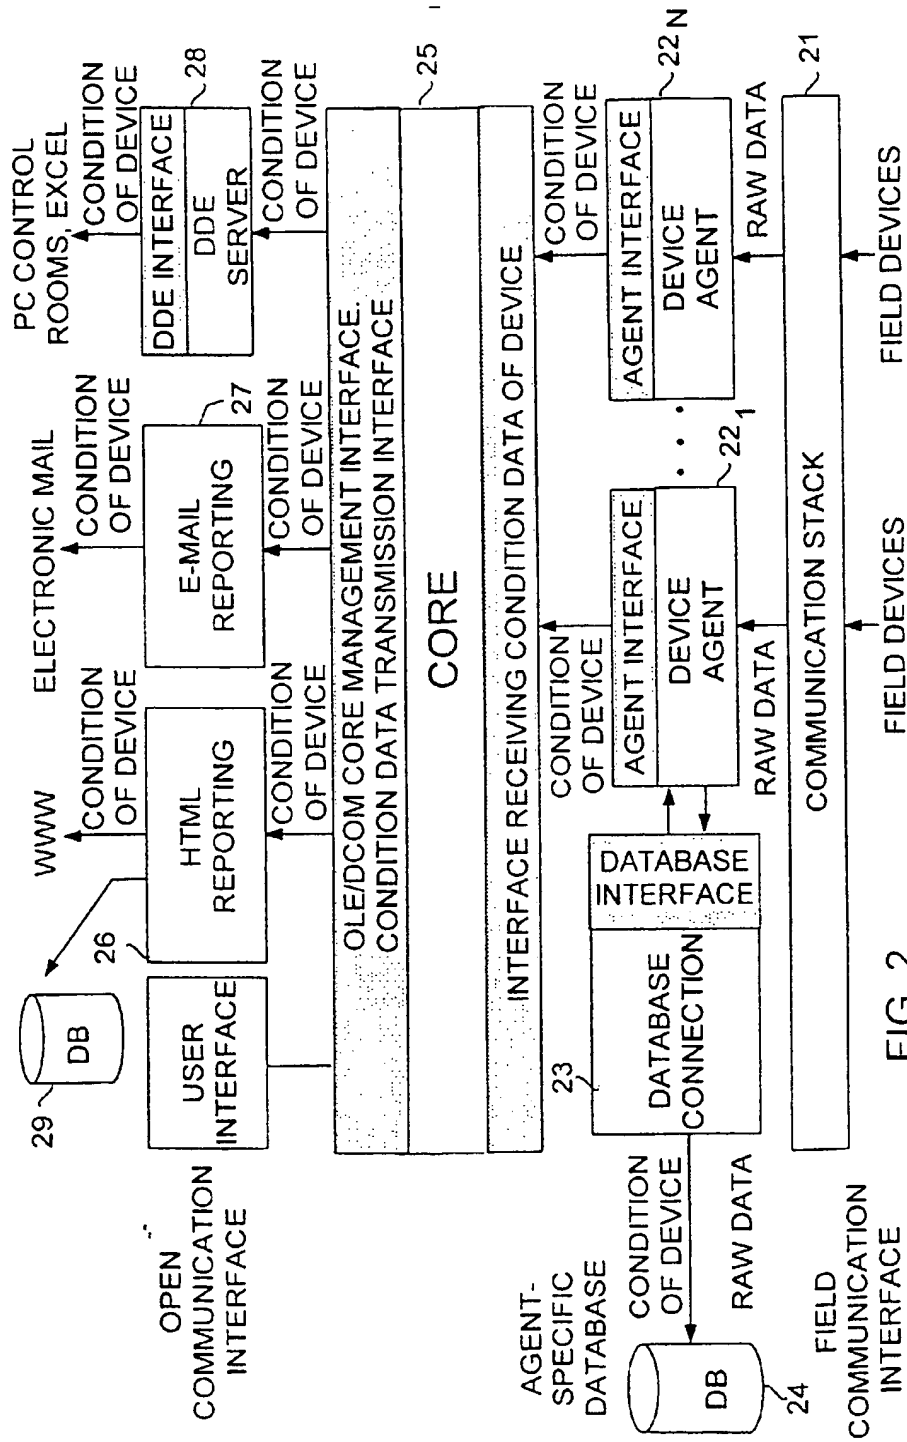 OPEN
COMMUNICATION
INTERFACE
29
DB
WWW
ELECTRONIC MAIL
PC CONTROL
ROOMS, EXCEL
CONDITION
OF DEVICE
CONDITION
OF DEVICE
CONDITION
OF DEVICE
26
27
28
USER
INTERFACE
HTML
REPORTING
E-MAIL
REPORTING
DDE INTERFACE
DDE
SERVER
CONDITION
OF DEVICE
CONDITION
OF DEVICE
CONDITION
OF DEVICE
OLE/DCOM CORE MANAGEMENT INTERFACE.
CONDITION DATA TRANSMISSION INTERFACE
25
CORE
INTERFACE RECEIVING CONDITION DATA OF DEVICE
AGENT-
SPECIFIC
DATABASE
CONDITION
OF DEVICE
CONDITION
OF DEVICE
23
CONDITION
OF DEVICE
RAW DATA
DB
24
DATABASE
CONNECTION
DATABASE
INTERFACE
AGENT INTERFACE
DEVICE
AGENT
22 1
AGENT INTERFACE
DEVICE
AGENT
22 N
RAW DATA
RAW DATA
21
COMMUNICATION STACK
FIELD
COMMUNICATION
INTERFACE
FIELD DEVICES
FIELD DEVICES
FIG. 2